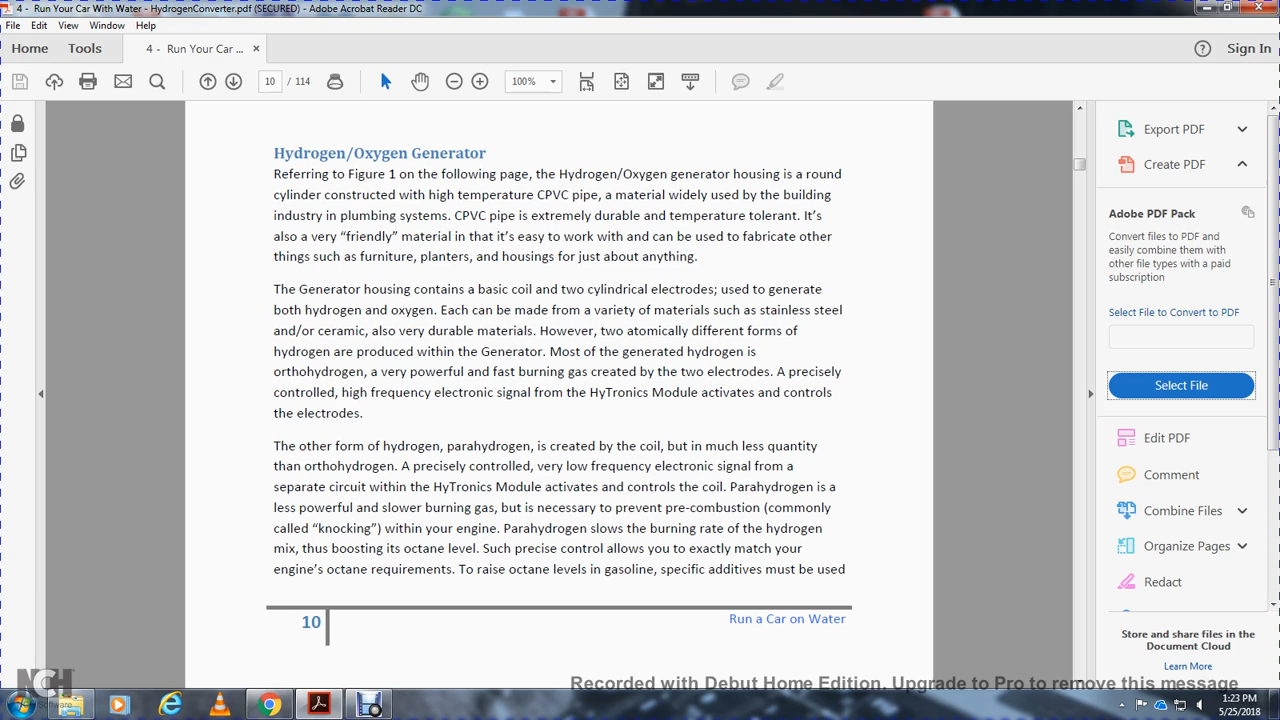 4 - Run Your Car With Water - HydrogenConverter.pdf (SECURED) - Adobe Acrobat Reader DC
File Edit View Window Help
Home Tools 4 - Run Your Car ... × Sign In
10 / 114 100%
Hydrogen/Oxygen Generator
Referring to Figure 1 on the following page, the Hydrogen/Oxygen generator housing is a round
cylinder constructed with high temperature CPVC pipe, a material widely used by the building
industry in plumbing systems. CPVC pipe is extremely durable and temperature tolerant. It’s
also a very “friendly” material in that it’s easy to work with and can be used to fabricate other
things such as furniture, planters, and housings for just about anything.
The Generator housing contains a basic coil and two cylindrical electrodes; used to generate
both hydrogen and oxygen. Each can be made from a variety of materials such as stainless steel
and/or ceramic, also very durable materials. However, two atomically different forms of
hydrogen are produced within the Generator. Most of the generated hydrogen is
orthohydrogen, a very powerful and fast burning gas created by the two electrodes. A precisely
controlled, high frequency electronic signal from the HyTronics Module activates and controls
the electrodes.
The other form of hydrogen, parahydrogen, is created by the coil, but in much less quantity
than orthohydrogen. A precisely controlled, very low frequency electronic signal from a
separate circuit within the HyTronics Module activates and controls the coil. Parahydrogen is a
less powerful and slower burning gas, but is necessary to prevent pre-combustion (commonly
called “knocking”) within your engine. Parahydrogen slows the burning rate of the hydrogen
mix, thus boosting its octane level. Such precise control allows you to exactly match your
engine’s octane requirements. To raise octane levels in gasoline, specific additives must be used
10 Run a Car on Water
Export PDF
Create PDF
Adobe PDF Pack
Convert files to PDF and
easily combine them with
other file types with a paid
subscription
Select File to Convert to PDF
Select File
Edit PDF
Comment
Combine Files
Organize Pages
Redact
Store and share files in the
Document Cloud
Learn More
NCH
Software
Recorded with Debut Home Edition. Upgrade to Pro to remove this message
1:23 PM
5/25/2018